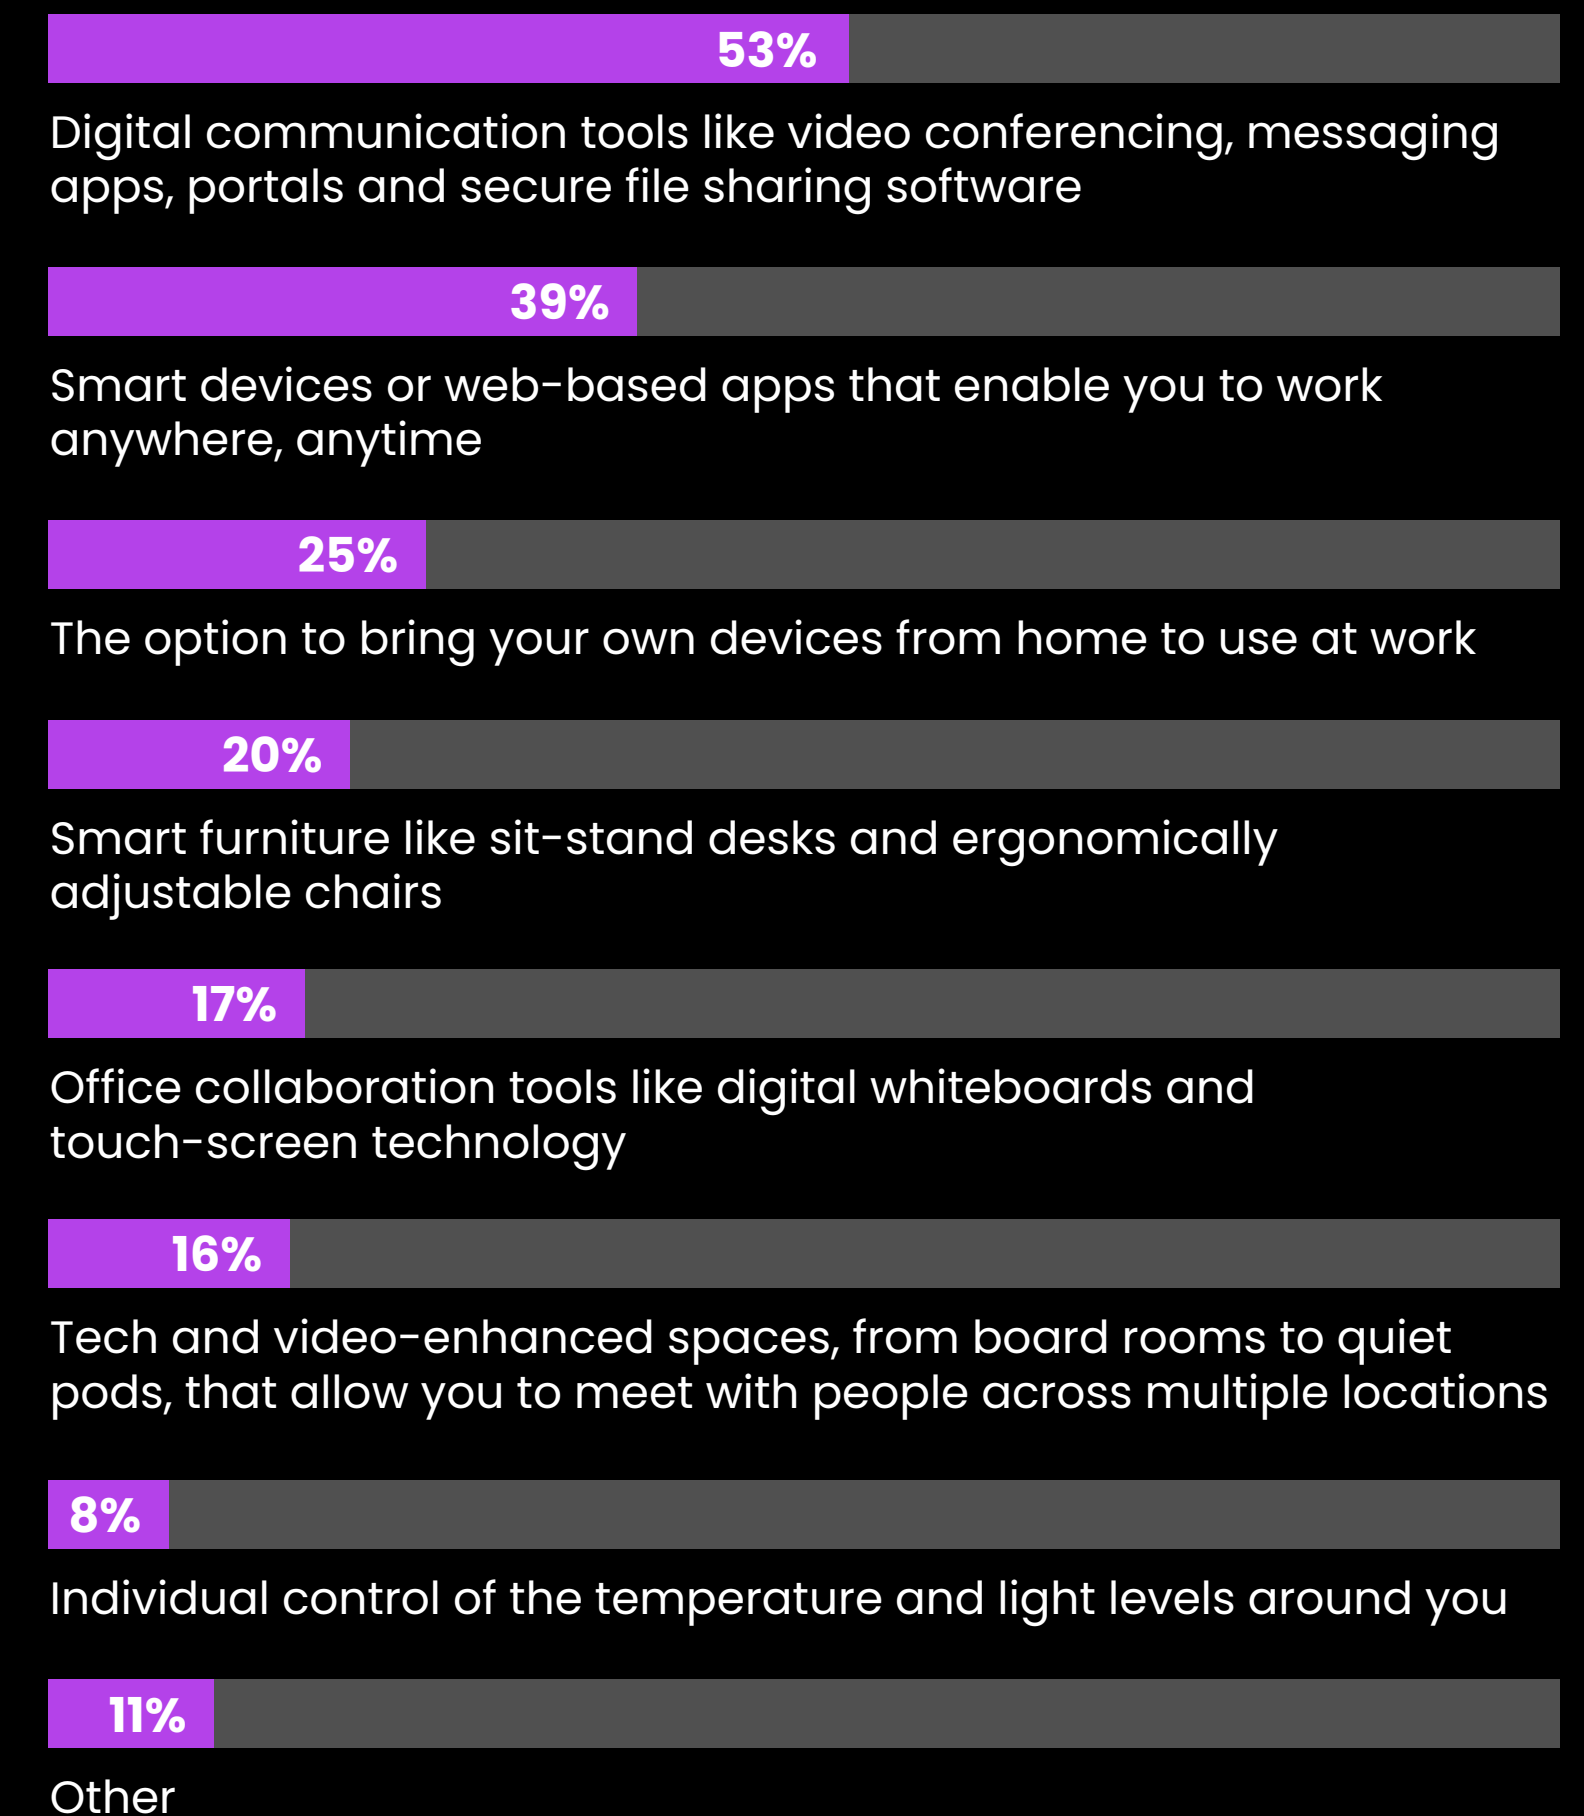 53%
Digital communication tools like video conferencing, messaging
apps, portals and secure file sharing software
39%
Smart devices or web-based apps that enable you to work
anywhere, anytime
25%
The option to bring your own devices from home to use at work
20%
Smart furniture like sit-stand desks and ergonomically
adjustable chairs
17%
Office collaboration tools like digital whiteboards and
touch-screen technology
16%
Tech and video-enhanced spaces, from board rooms to quiet
pods, that allow you to meet with people across multiple locations
8%
Individual control of the temperature and light levels around you
11%
Other